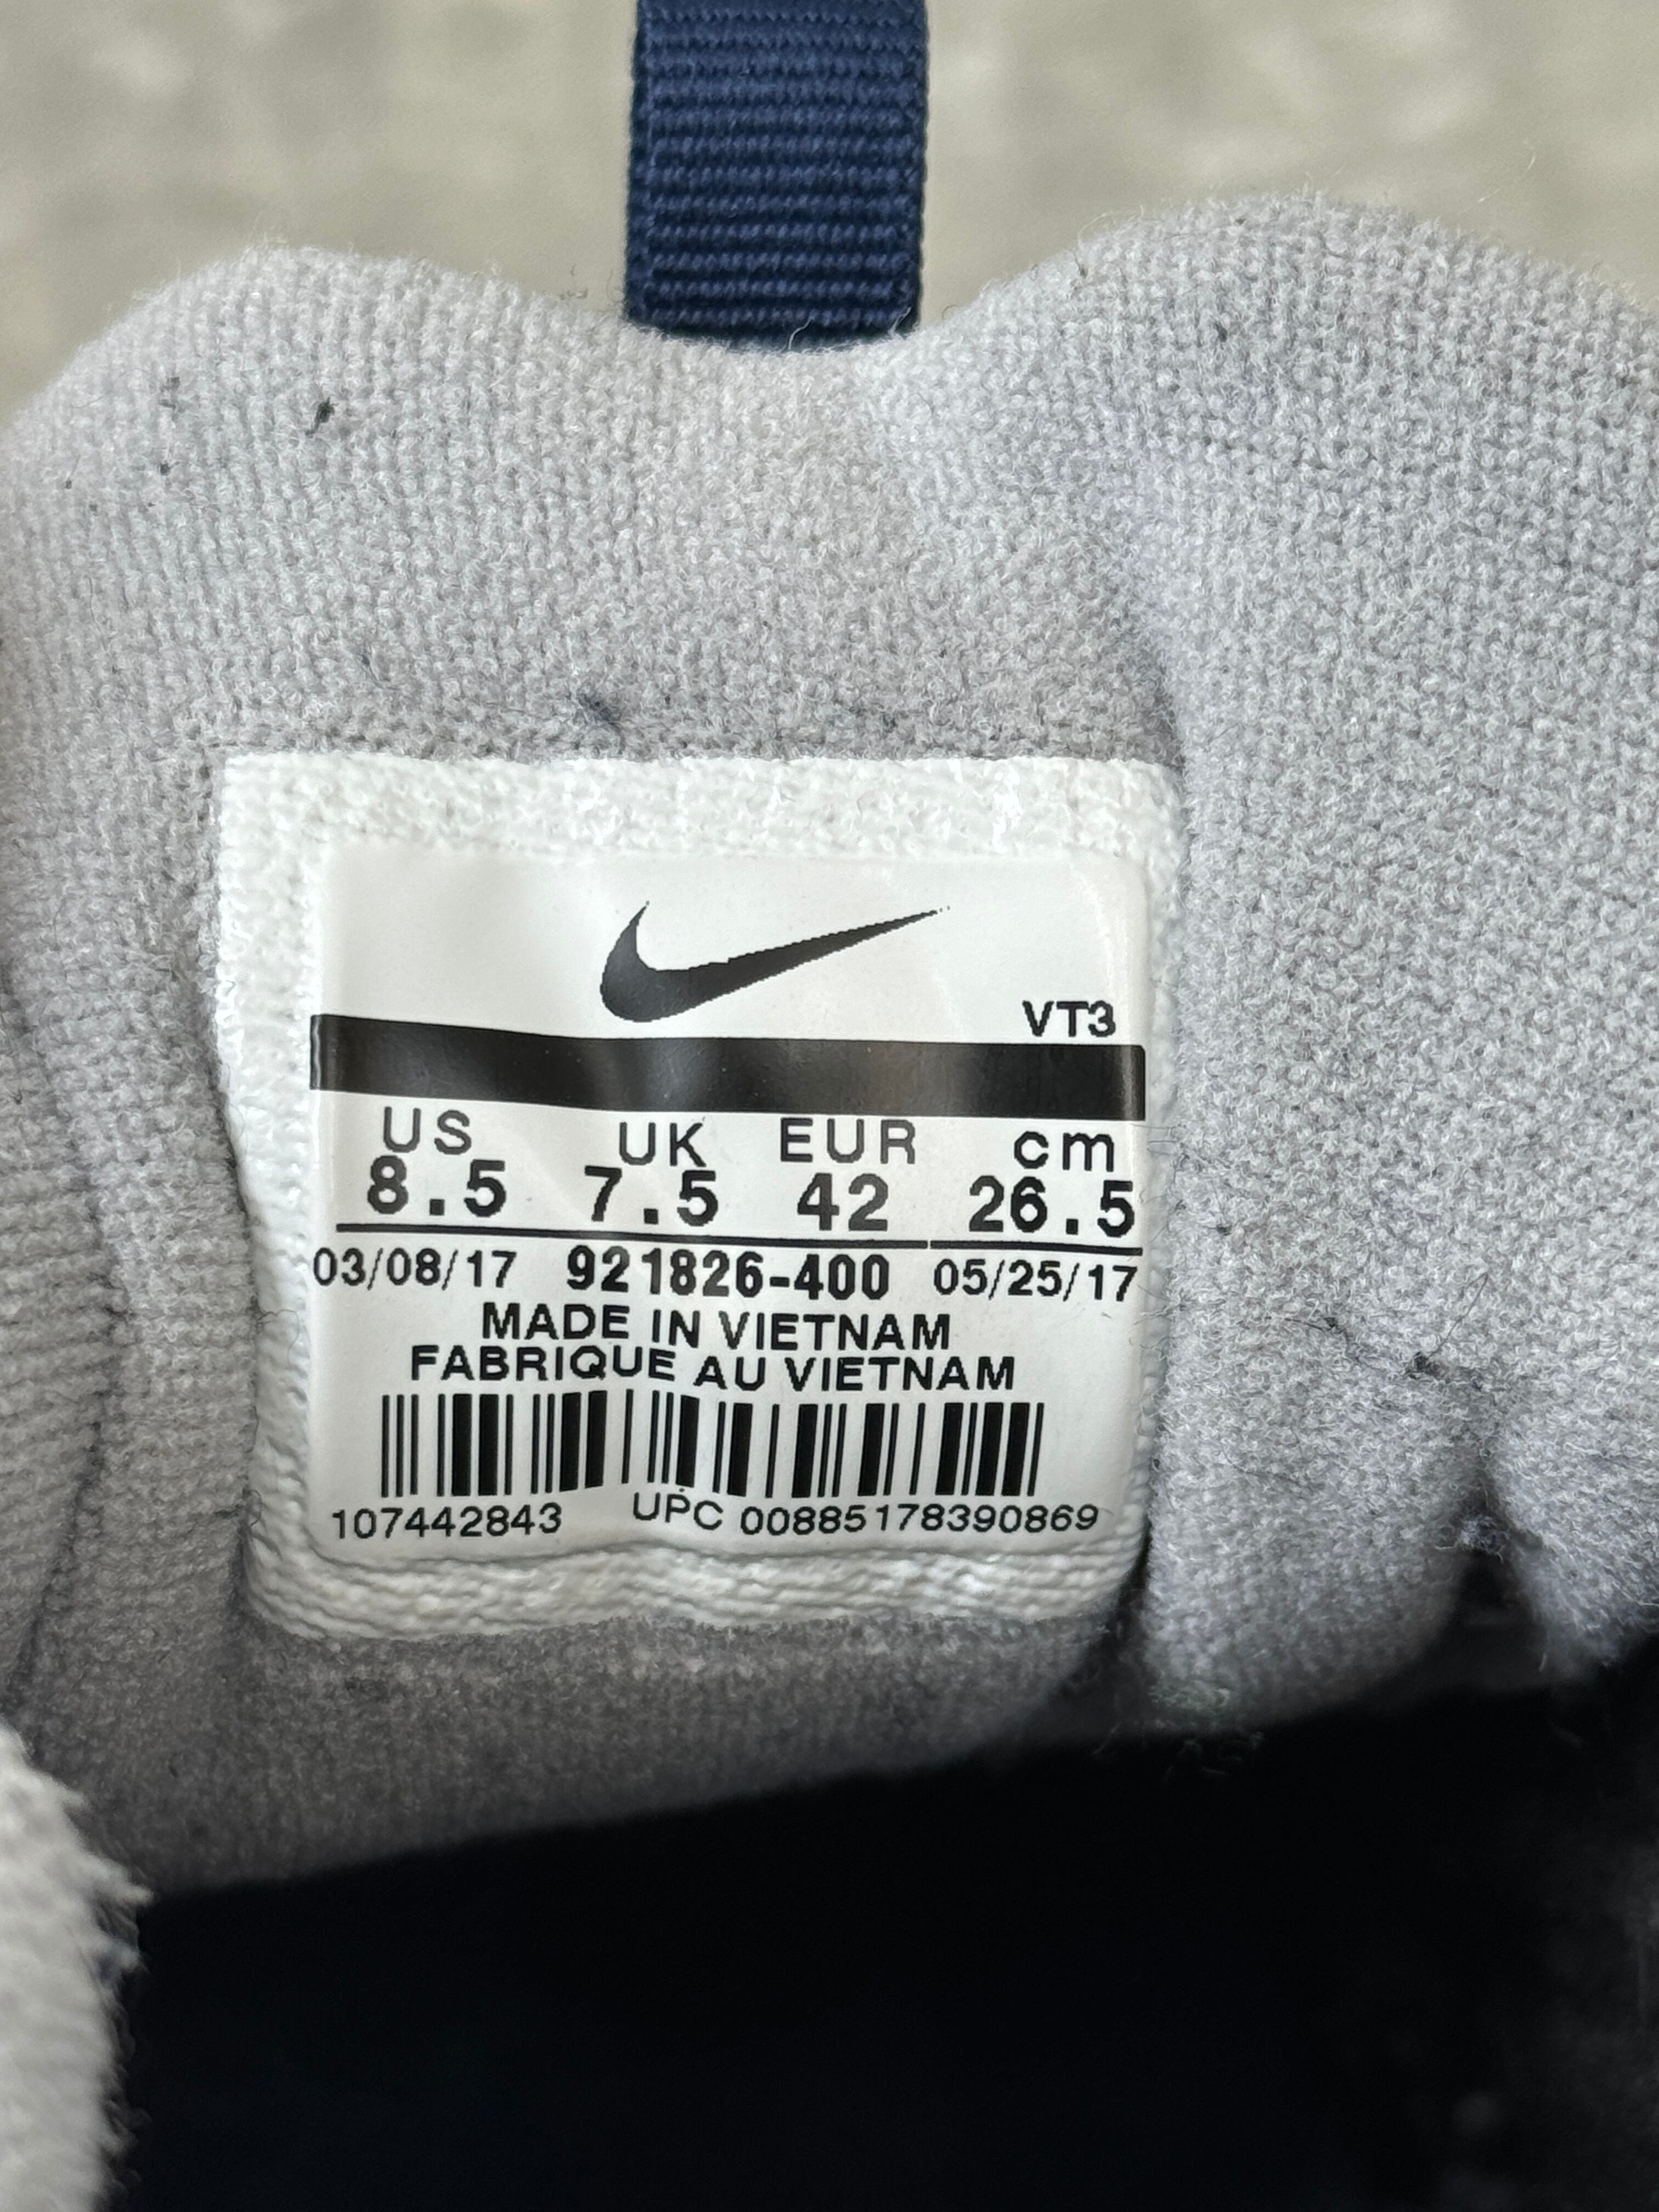 VT3
US UK EUR cm
8.5 7.5 42 26.5
03/08/17 921826-400 05/25/17
MADE IN VIETNAM
FABRIQUE AU VIETNAM
107442843 UPC 00885178390869